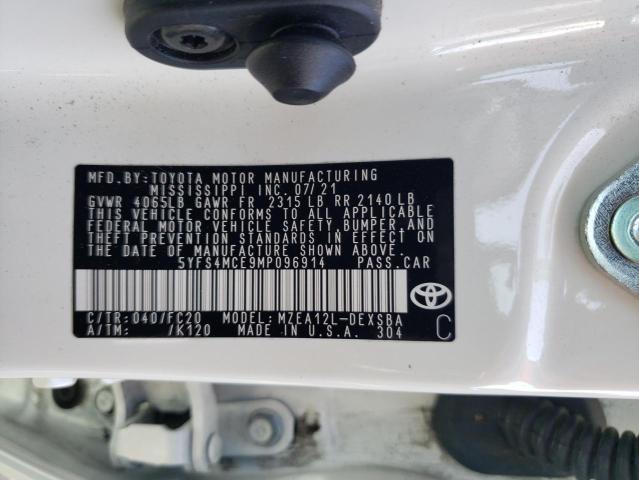 MFD.BY:TOYOTA MOTOR MANUFACTURING
MISSISSIPPI INC. 07/21
GVWR 4065LB GAWR FR 2315 LB RR 2140 LB
THIS VEHICLE CONFORMS TO ALL APPLICABLE
FEDERAL MOTOR VEHICLE SAFETY,BUMPER, AND
THEFT PREVENTION STANDARDS IN EFFECT ON
THE DATE OF MANUFACTURE SHOWN ABOVE.
5YFS4MCE9MP096914 PASS.CAR
C/TR:040/FC20 MODEL:MZEA12L-DEXSBA
A/TM: /K120 MADE IN U.S.A. 304
C